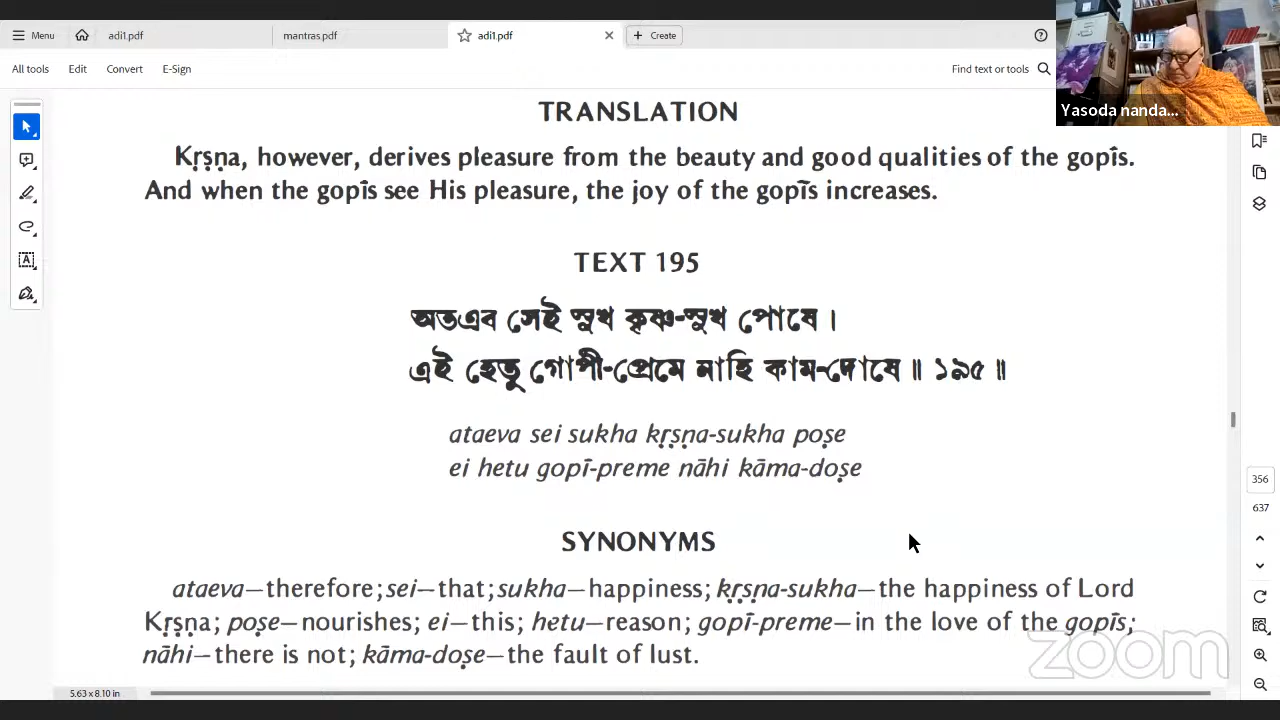 Menu
adi1.pdf
mantras.pdf
adi1.pdf
Create
All tools
Edit
Convert
E-Sign
Find text or tools
Yasoda nanda...
TRANSLATION
Kṛṣṇa, however, derives pleasure from the beauty and good qualities of the gopīs.
And when the gopīs see His pleasure, the joy of the gopīs increases.
TEXT 195
অতএব সেই সুখ কৃষ্ণ-সুখ পোষে ।
এই হেতু গোপী-প্রেমে নাহি কাম-দোষে ॥ ১৯৫ ॥
ataeva sei sukha kṛṣṇa-sukha poṣe
ei hetu gopī-preme nāhi kāma-doṣe
SYNONYMS
ataeva—therefore; sei—that; sukha—happiness; kṛṣṇa-sukha—the happiness of Lord
Kṛṣṇa; poṣe—nourishes; ei—this; hetu—reason; gopī-preme—in the love of the gopīs;
nāhi—there is not; kāma-doṣe—the fault of lust.
356
637
zoom
5.63 x 8.10 in